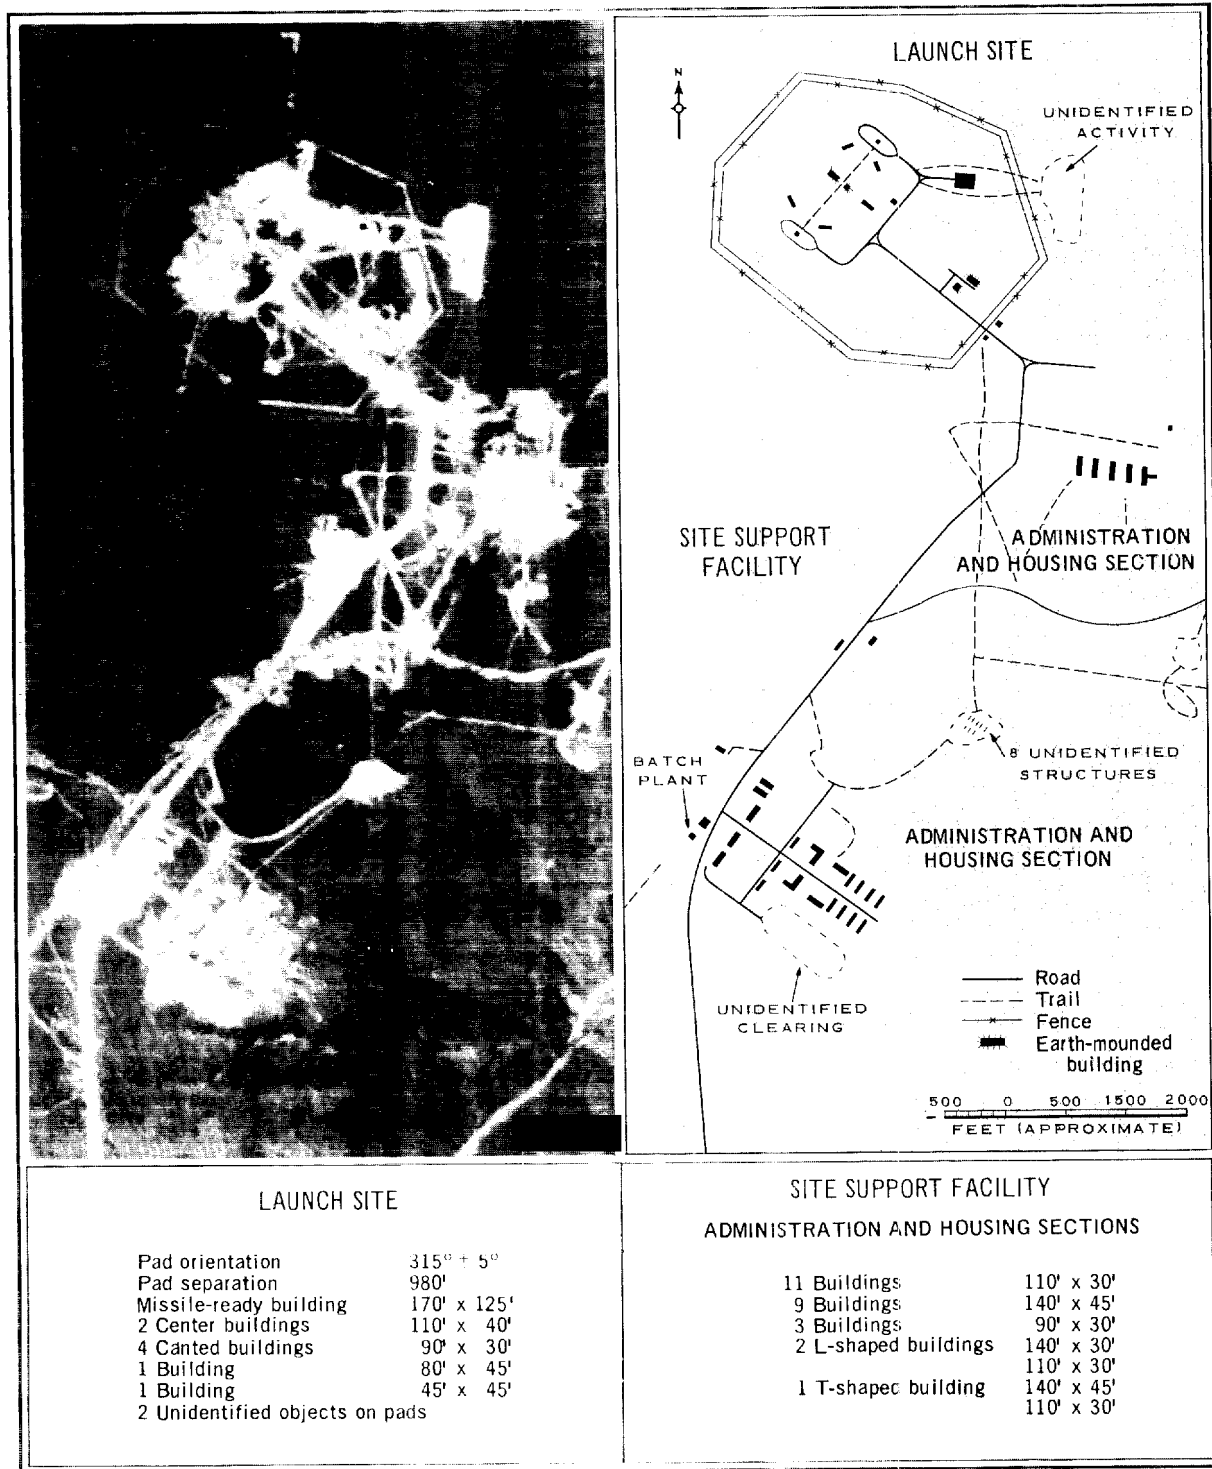 LAUNCH SITE
N
UNIDENTIFIED
ACTIVITY
SITE SUPPORT
FACILITY
ADMINISTRATION
AND HOUSING SECTION
BATCH
PLANT
8 UNIDENTIFIED
STRUCTURES
ADMINISTRATION AND
HOUSING SECTION
UNIDENTIFIED
CLEARING
Road
Trail
Fence
Earth-mounded
building
500 0 500 1500 2000
FEET (APPROXIMATE)
LAUNCH SITE
Pad orientation 315° + 5°
Pad separation 980'
Missile-ready building 170' x 125'
2 Center buildings 110' x 40'
4 Canted buildings 90' x 30'
1 Building 80' x 45'
1 Building 45' x 45'
2 Unidentified objects on pads
SITE SUPPORT FACILITY
ADMINISTRATION AND HOUSING SECTIONS
11 Buildings 110' x 30'
9 Buildings 140' x 45'
3 Buildings 90' x 30'
2 L-shaped buildings 140' x 30'
110' x 30'
1 T-shaped building 140' x 45'
110' x 30'